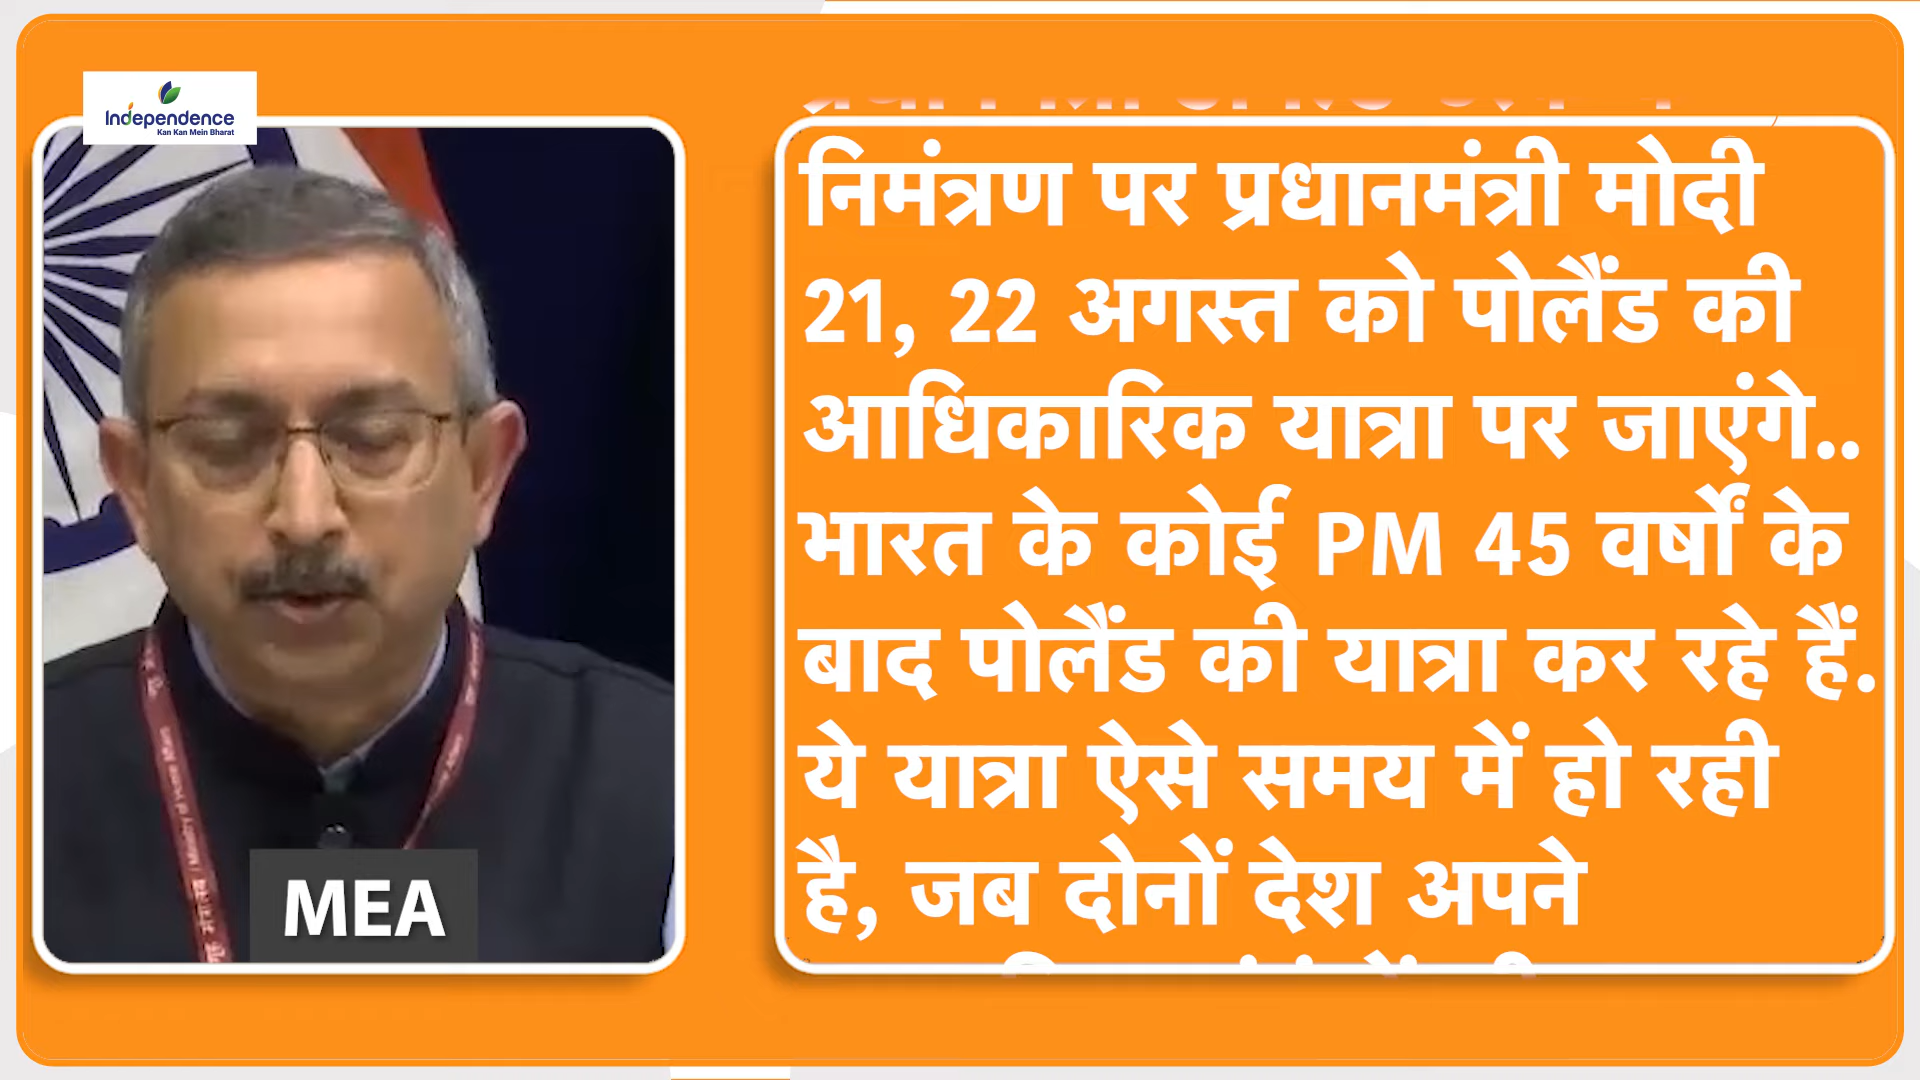 Independence
Kan Kan Mein Bharat
निमंत्रण पर प्रधानमंत्री मोदी
21, 22 अगस्त को पोलैंड की
आधिकारिक यात्रा पर जाएंगे..
भारत के कोई PM 45 वर्षों के
बाद पोलैंड की यात्रा कर रहे हैं.
ये यात्रा ऐसे समय में हो रही
है, जब दोनों देश अपने
MEA